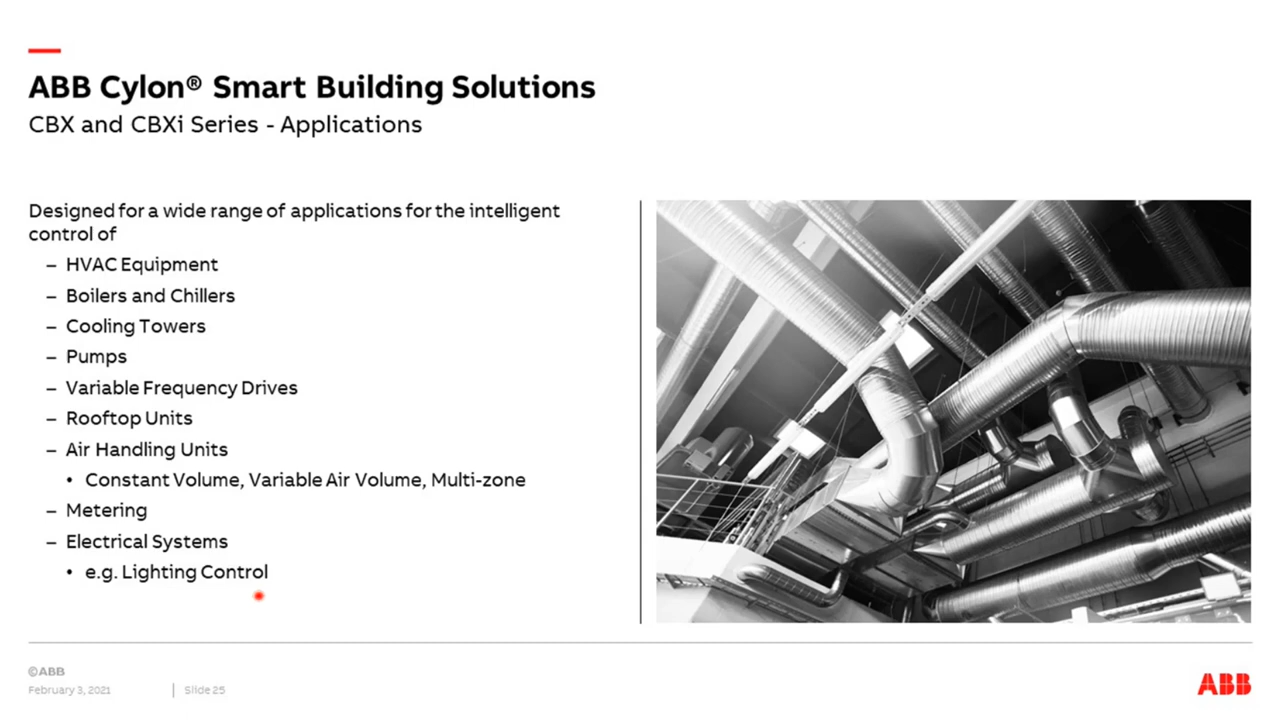 ABB Cylon® Smart Building Solutions
CBX and CBXi Series - Applications
Designed for a wide range of applications for the intelligent
control of
– HVAC Equipment
– Boilers and Chillers
– Cooling Towers
– Pumps
– Variable Frequency Drives
– Rooftop Units
– Air Handling Units
• Constant Volume, Variable Air Volume, Multi-zone
– Metering
– Electrical Systems
• e.g. Lighting Control
©ABB
February 3, 2021 | Slide 25
ABB